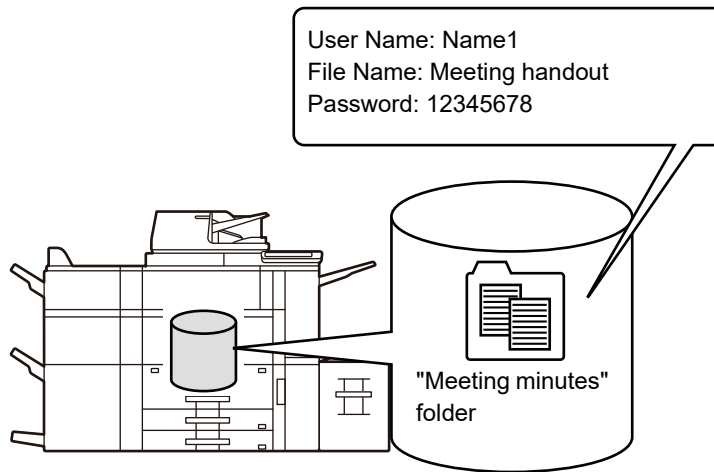 User Name: Name1
File Name: Meeting handout
Password: 12345678
"Meeting minutes"
folder